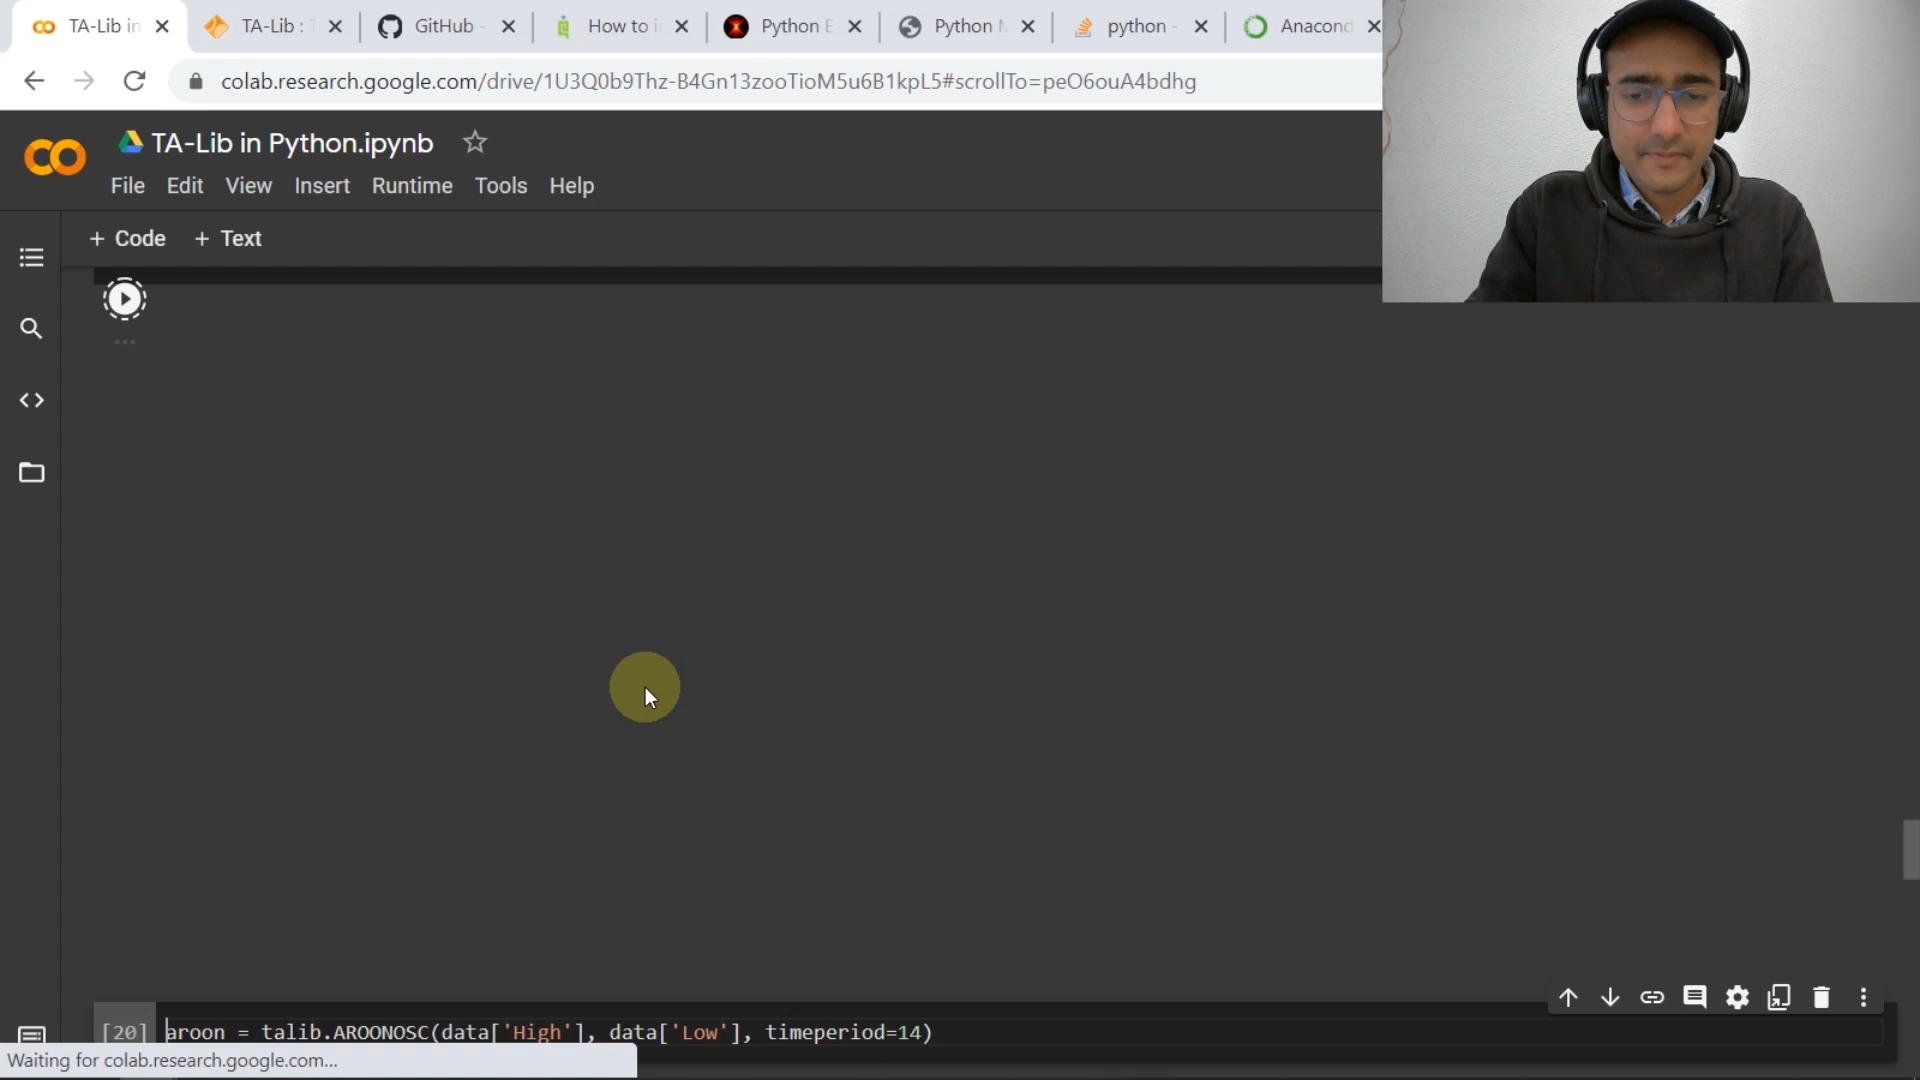 TA-Lib in
TA-Lib : T
GitHub -
How to i
Python E
Python N
python -
Anacond
colab.research.google.com/drive/1U3Q0b9Thz-B4Gn13zooTioM5u6B1kpL5#scrollTo=peO6ouA4bdhg
TA-Lib in Python.ipynb
File Edit View Insert Runtime Tools Help
+ Code + Text
[20] aroon = talib.AROONOSC(data['High'], data['Low'], timeperiod=14)
Waiting for colab.research.google.com...